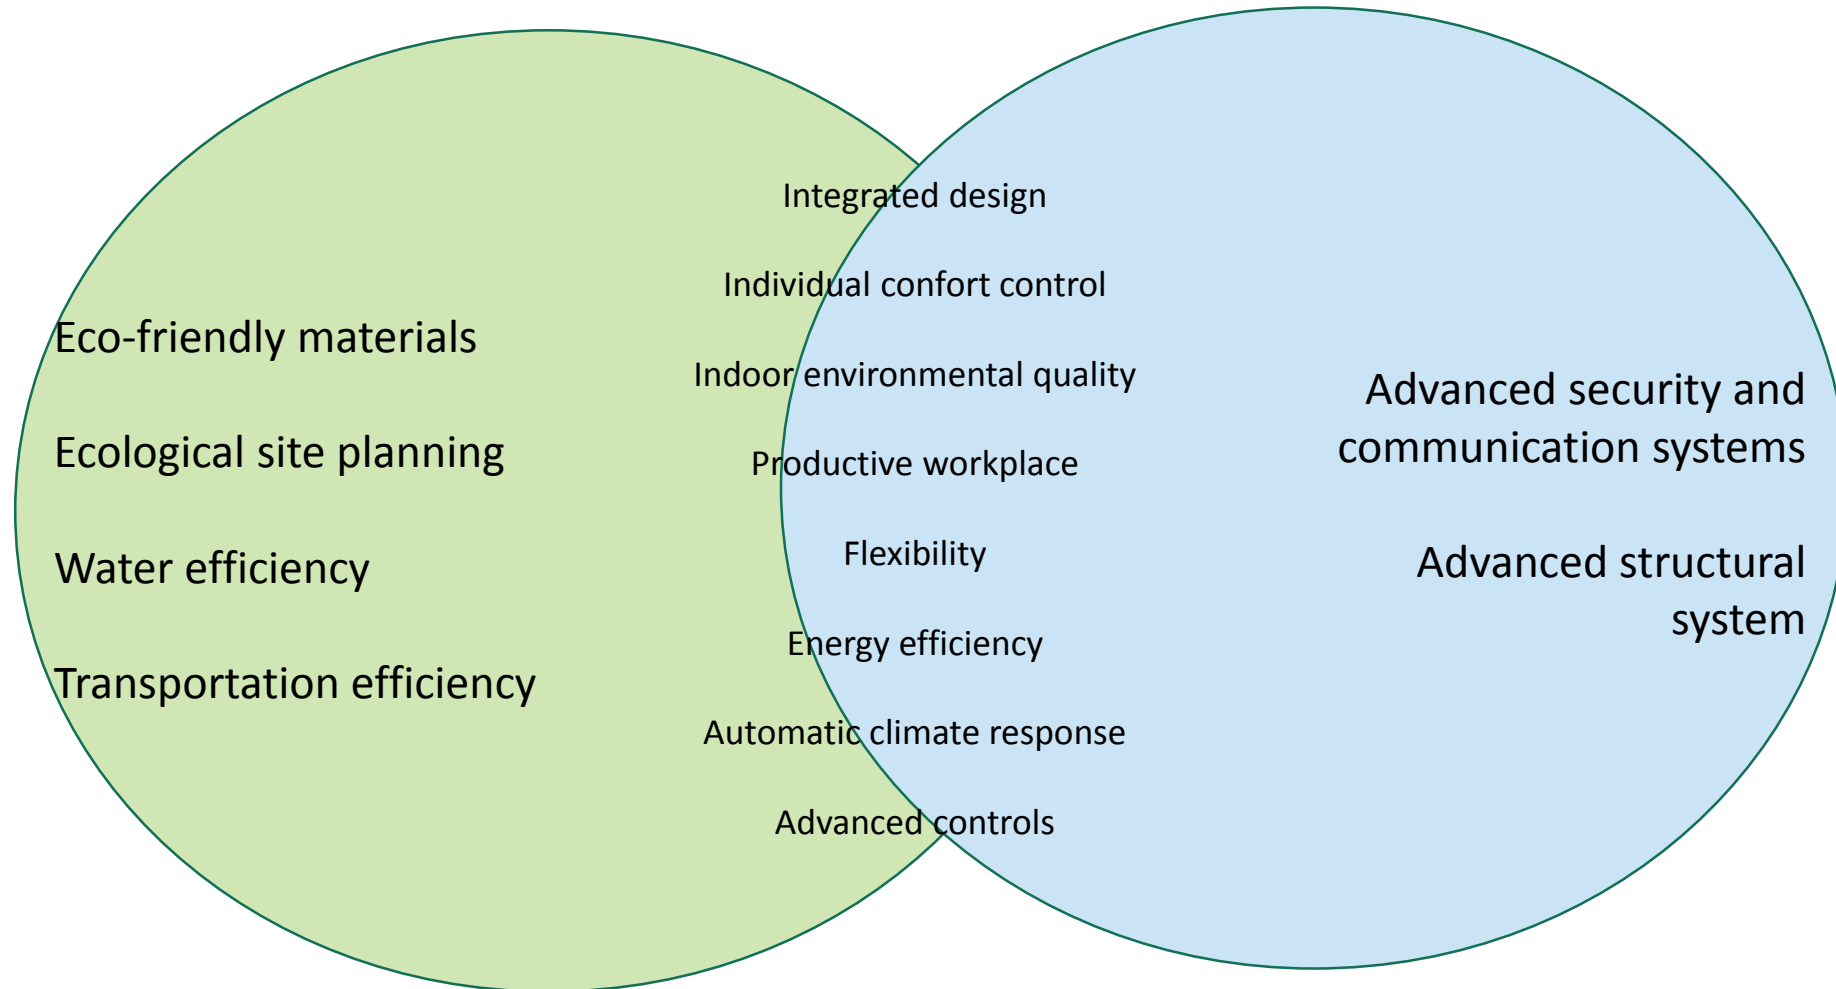 Eco-friendly materials
Ecological site planning
Water efficiency
Transportation efficiency
Integrated design
Individual confort control
Indoor environmental quality
Productive workplace
Flexibility
Energy efficiency
Automatic climate response
Advanced controls
Advanced security and
communication systems
Advanced structural
system